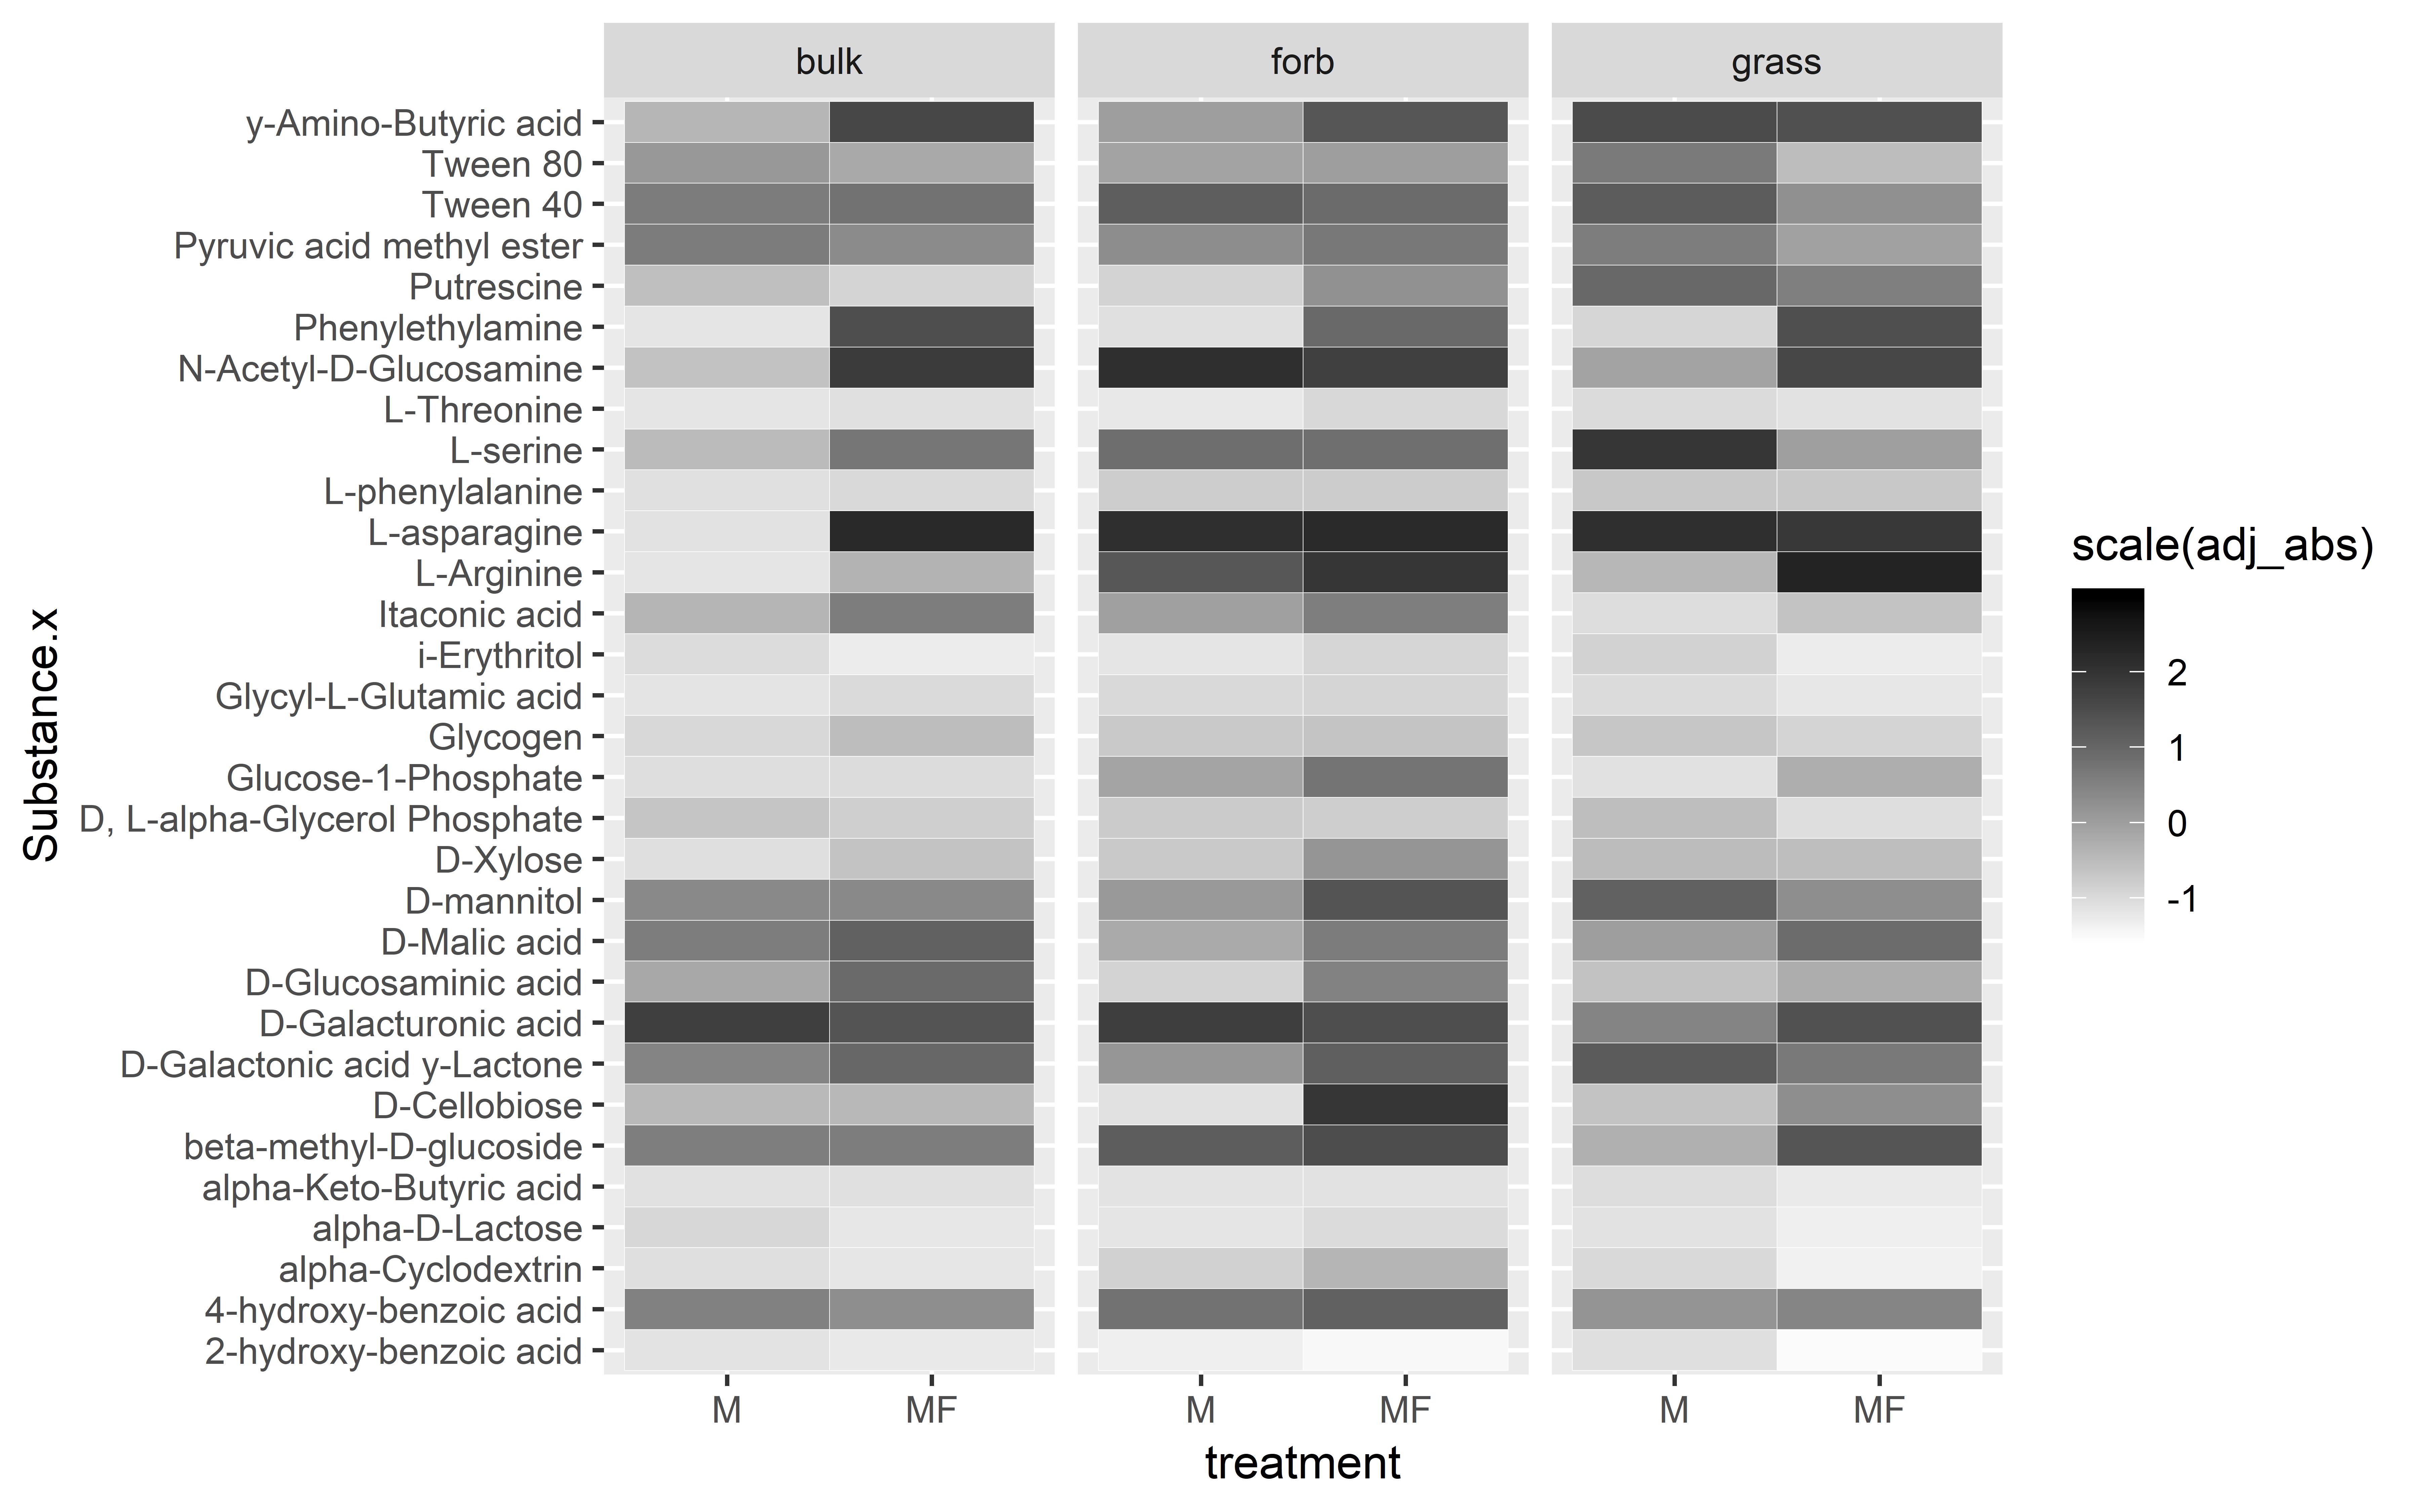 bulk forb grass
y-Amino-Butyric acid
Tween 80
Tween 40
Pyruvic acid methyl ester
Putrescine
Phenylethylamine
N-Acetyl-D-Glucosamine
L-Threonine
L-serine
L-phenylalanine
L-asparagine
L-Arginine
Itaconic acid
i-Erythritol
Glycyl-L-Glutamic acid
Glycogen
Glucose-1-Phosphate
D, L-alpha-Glycerol Phosphate
D-Xylose
D-mannitol
D-Malic acid
D-Glucosaminic acid
D-Galacturonic acid
D-Galactonic acid y-Lactone
D-Cellobiose
beta-methyl-D-glucoside
alpha-Keto-Butyric acid
alpha-D-Lactose
alpha-Cyclodextrin
4-hydroxy-benzoic acid
2-hydroxy-benzoic acid
Substance.x
M MF M MF M MF
treatment
scale(adj_abs)
2
1
0
-1